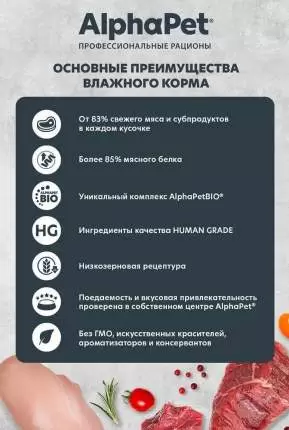 AlphaPet®
ПРОФЕССИОНАЛЬНЫЕ РАЦИОНЫ
ОСНОВНЫЕ ПРЕИМУЩЕСТВА
ВЛАЖНОГО КОРМА
От 83% свежего мяса и субпродуктов
в каждом кусочке
Более 85% мясного белка
ALPHAPET
BIO
Уникальный комплекс AlphaPetBIO®
HG
Ингредиенты качества HUMAN GRADE
Низкозерновая рецептура
Поедаемость и вкусовая привлекательность
проверена в собственном центре AlphaPet®
Без ГМО, искусственных красителей,
ароматизаторов и консервантов